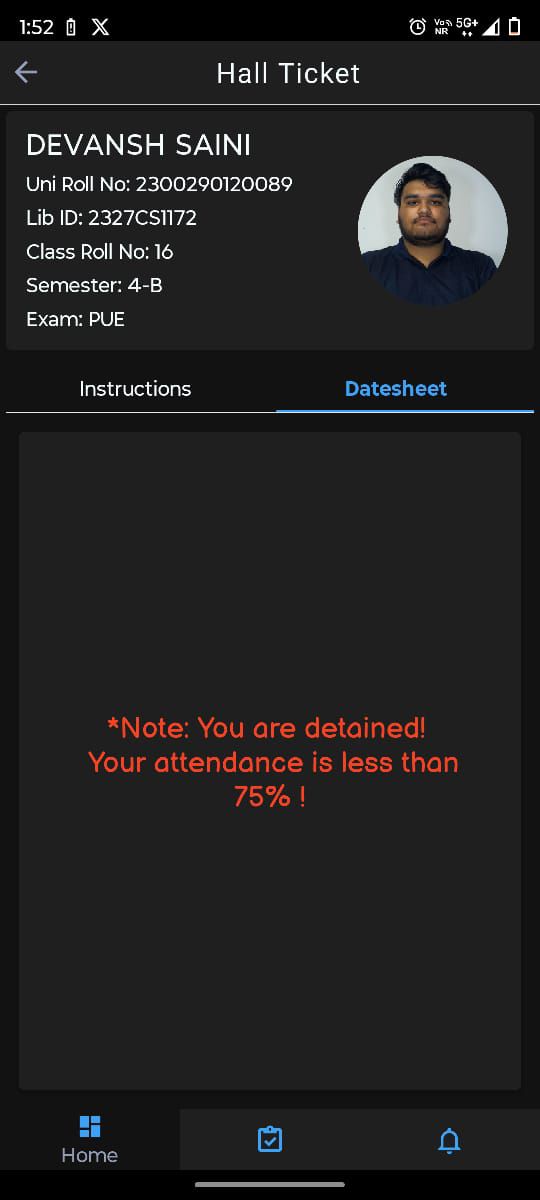 1:52
Vo
NR
5G+
Hall Ticket
DEVANSH SAINI
Uni Roll No: 2300290120089
Lib ID: 2327CS1172
Class Roll No: 16
Semester: 4-B
Exam: PUE
Instructions
Datesheet
*Note: You are detained!
Your attendance is less than
75% !
Home